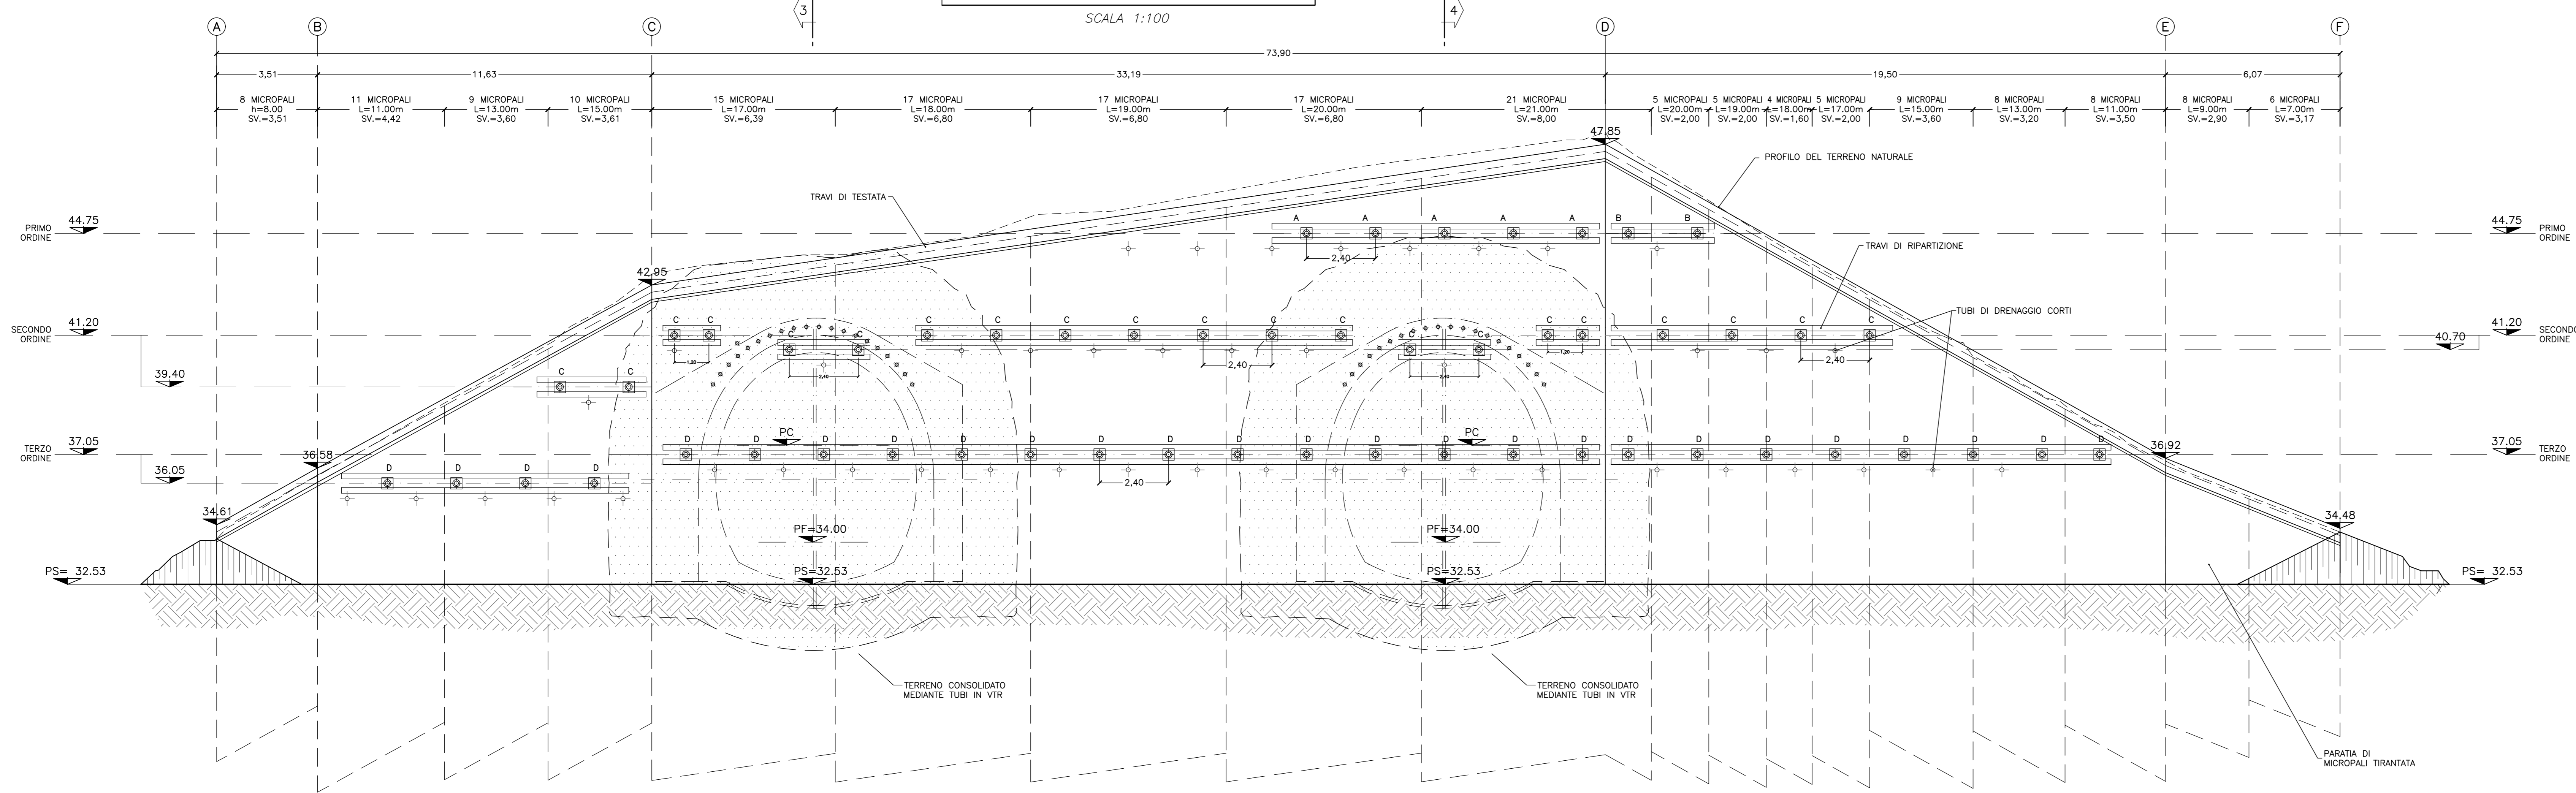 3
4
SCALA 1:100
A
B
C
D
E
F
73,90
3,51
11,63
33,19
19,50
6,07
8 MICROPALI
h=8.00
SV.=3,51
11 MICROPALI
L=11.00m
SV.=4,42
9 MICROPALI
L=13.00m
SV.=3,60
10 MICROPALI
L=15.00m
SV.=3,61
15 MICROPALI
L=17.00m
SV.=6,39
17 MICROPALI
L=18.00m
SV.=6,80
17 MICROPALI
L=19.00m
SV.=6,80
17 MICROPALI
L=20.00m
SV.=6,80
21 MICROPALI
L=21.00m
SV.=8,00
5 MICROPALI
L=20.00m
SV.=2,00
5 MICROPALI
L=19.00m
SV.=2,00
4 MICROPALI
L=18.00m
SV.=1,60
5 MICROPALI
L=17.00m
SV.=2,00
9 MICROPALI
L=15.00m
SV.=3,60
8 MICROPALI
L=13.00m
SV.=3,20
8 MICROPALI
L=11.00m
SV.=3,50
8 MICROPALI
L=9.00m
SV.=2,90
6 MICROPALI
L=7.00m
SV.=3,17
47.85
PROFILO DEL TERRENO NATURALE
TRAVI DI TESTATA
PRIMO
ORDINE
44.75
A A A A A B B
44.75
PRIMO
ORDINE
2,40
TRAVI DI RIPARTIZIONE
42.95
TUBI DI DRENAGGIO CORTI
SECONDO
ORDINE
41.20
C C C C C C C C C C C C C C C
41.20
SECONDO
ORDINE
C C C C
40.70
1,20
2,40
2,40
2,40
1,20
2,40
39.40
C C
TERZO
ORDINE
37.05
PC
PC
D D D D D D D D D D D D D D D D D D D D D D
37.05
TERZO
ORDINE
36.92
36.58
36.05
D D D D
2,40
34.61
34.48
PF=34.00
PF=34.00
PS= 32.53
PS=32.53
PS=32.53
PS= 32.53
TERRENO CONSOLIDATO
MEDIANTE TUBI IN VTR
TERRENO CONSOLIDATO
MEDIANTE TUBI IN VTR
PARATIA DI
MICROPALI TIRANTATA